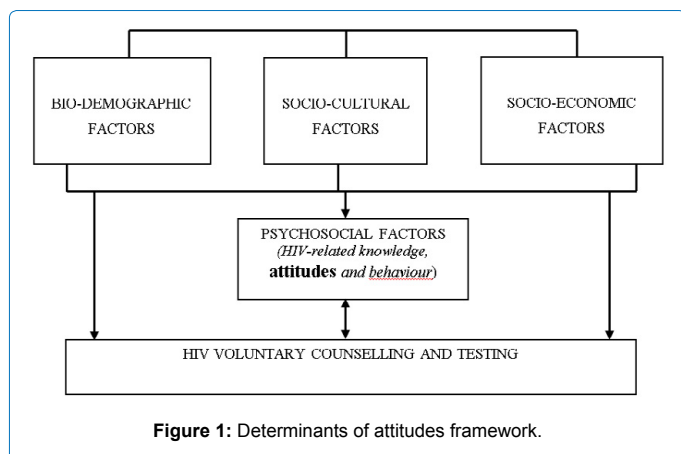 BIO-DEMOGRAPHIC
FACTORS
SOCIO-CULTURAL
FACTORS
SOCIO-ECONOMIC
FACTORS
PSYCHOSOCIAL FACTORS
(HIV-related knowledge,
attitudes and behaviour)
HIV VOLUNTARY COUNSELLING AND TESTING
Figure 1: Determinants of attitudes framework.